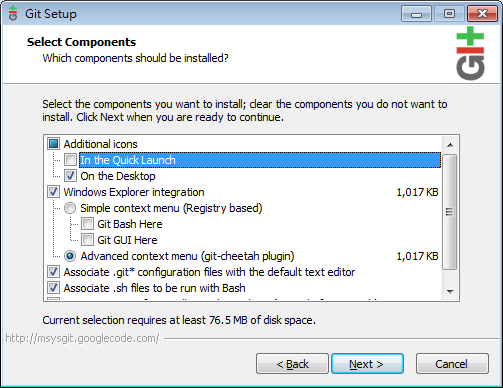 Git Setup
Select Components
Which components should be installed?
Git
Select the components you want to install; clear the components you do not want to
install. Click Next when you are ready to continue.
Additional icons
In the Quick Launch
On the Desktop
Windows Explorer integration 1,017 KB
Simple context menu (Registry based)
Git Bash Here
Git GUI Here
Advanced context menu (git-cheetah plugin) 1,017 KB
Associate .git* configuration files with the default text editor
Associate .sh files to be run with Bash
Current selection requires at least 76.5 MB of disk space.
http://msysgit.googlecode.com/
< Back
Next >
Cancel